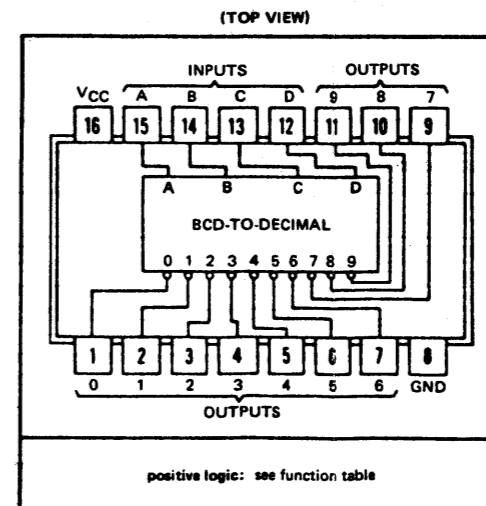 (TOP VIEW)
INPUTS OUTPUTS
VCC A B C D 9 8 7
16 15 14 13 12 11 10 9
A B C D
BCD-TO-DECIMAL
0 1 2 3 4 5 6 7 8 9
1 2 3 4 5 6 7 8
0 1 2 3 4 5 6 GND
OUTPUTS
positive logic: see function table